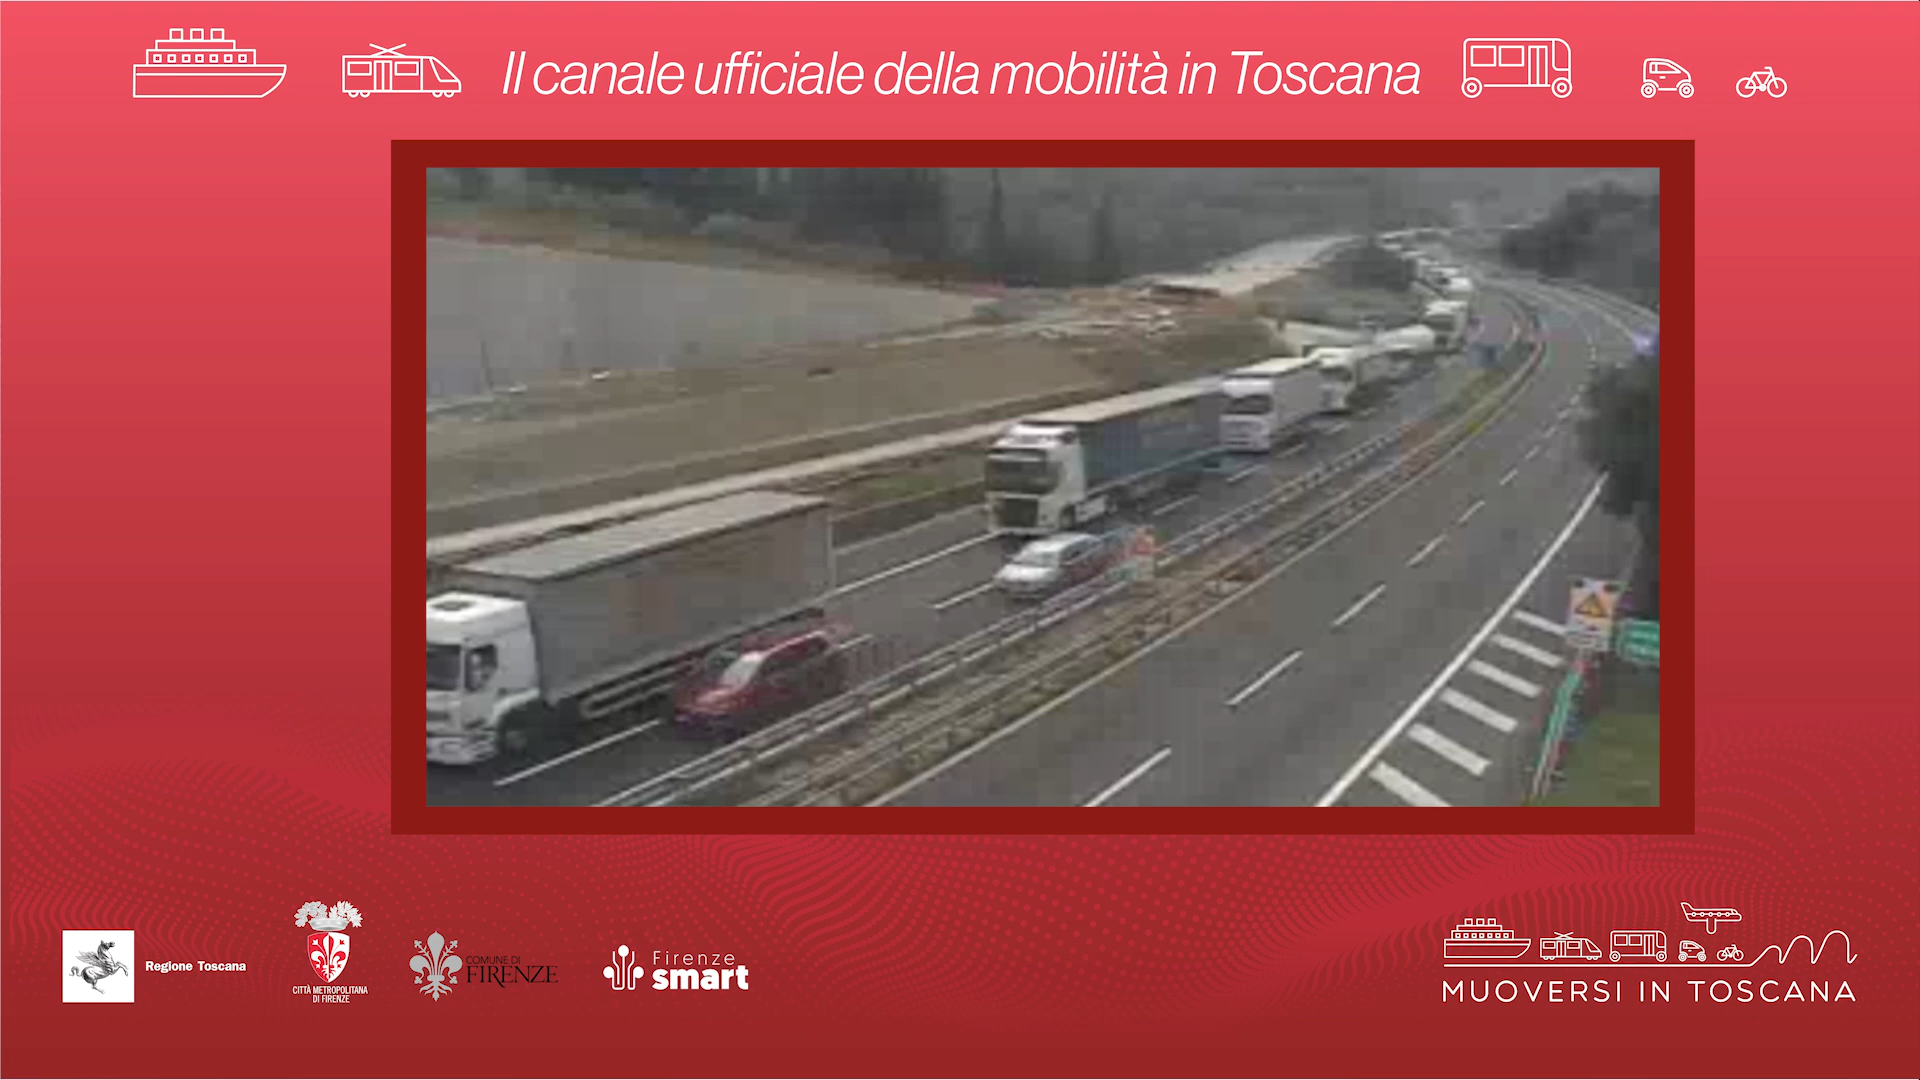 Il canale ufficiale della mobilità in Toscana
Regione Toscana
CITTÀ METROPOLITANA
DI FIRENZE
COMUNE DI
FIRENZE
Firenze
smart
MUOVERSI IN TOSCANA